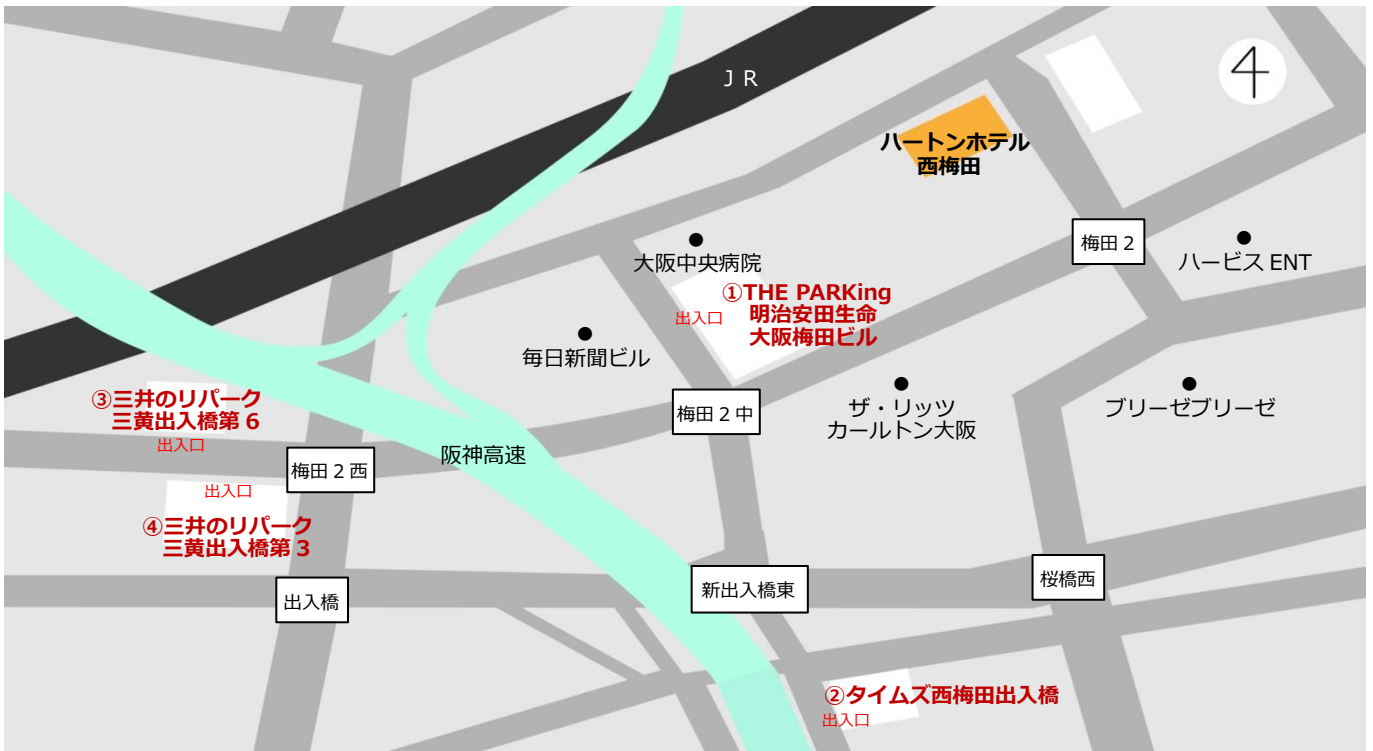 ＪＲ
ハートンホテル
西梅田
梅田２
ハービス ENT
大阪中央病院
①THE PARKing
明治安田生命
大阪梅田ビル
出入口
毎日新聞ビル
③三井のリパーク
三黄出入橋第６
出入口
梅田２中
ザ・リッツ
カールトン大阪
ブリーゼブリーゼ
阪神高速
梅田２西
出入口
④三井のリパーク
三黄出入橋第３
出入橋
新出入橋東
桜橋西
②タイムズ西梅田出入橋
出入口